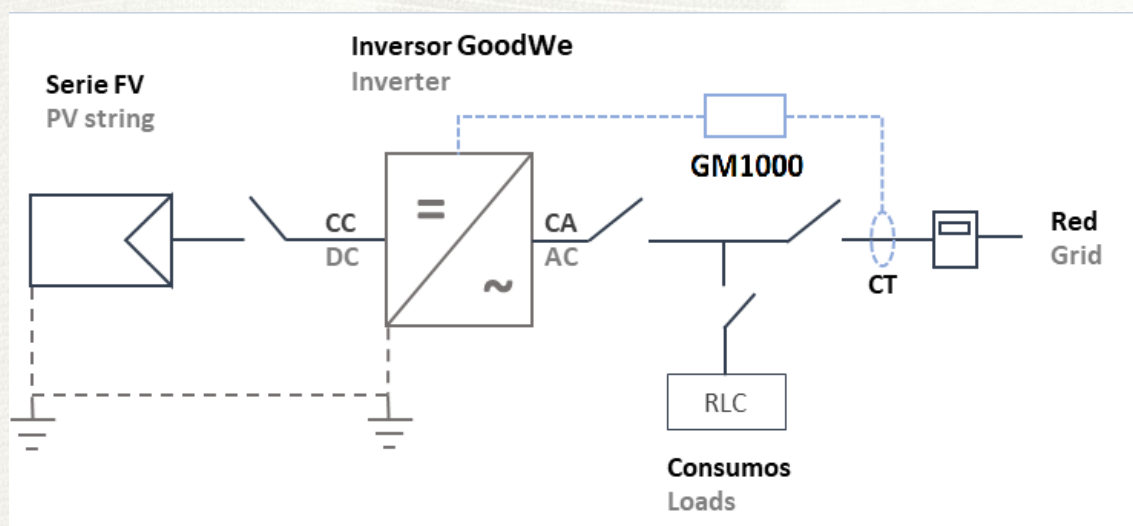 Serie FV
PV string
Inversor GoodWe
Inverter
GM1000
CC
DC
=
~
CA
AC
CT
Red
Grid
RLC
Consumos
Loads